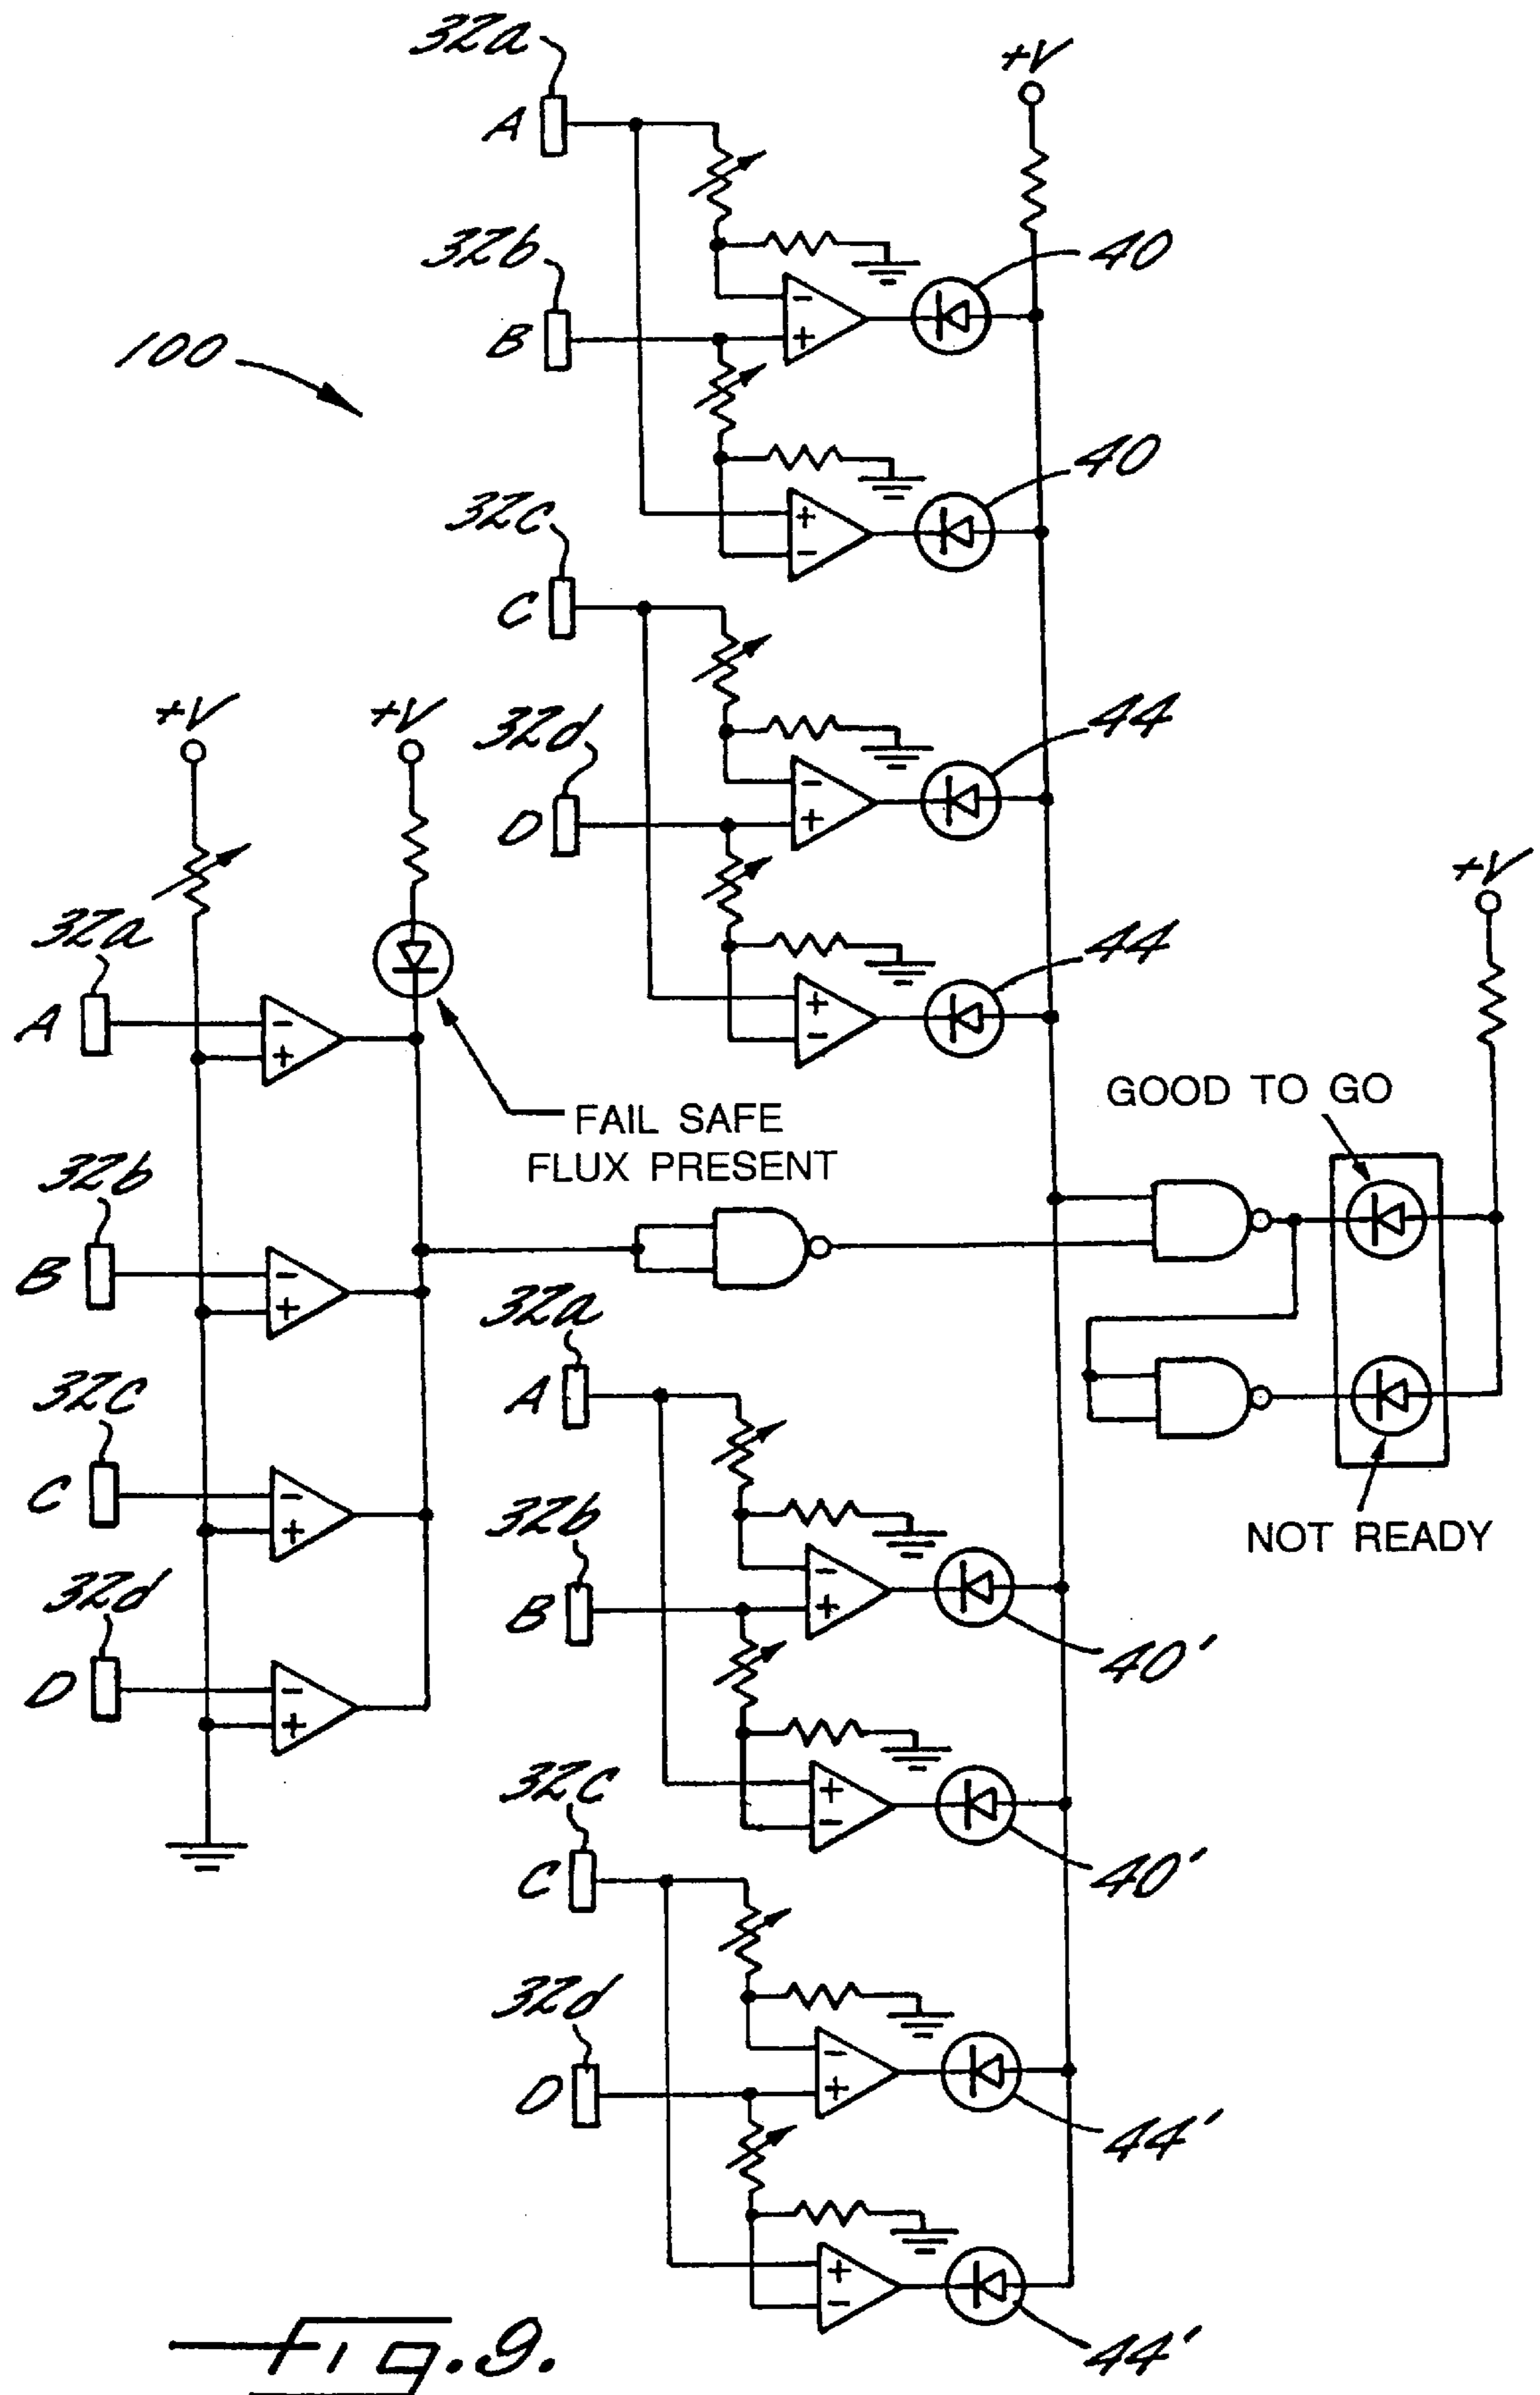 32a
+V
A
32b
40
B
100
40
32c
C
+V
+V
32d
44
D
+V
32a
44
A
GOOD TO GO
FAIL SAFE
FLUX PRESENT
32b
B
32a
32c
A
C
32b
NOT READY
32d
B
D
40'
32c
C
40'
32d
D
44'
44'
Fig. 9.
- +
- +
+ -
- +
+ -
- +
- +
- +
- +
- +
+ -
- +
+ -